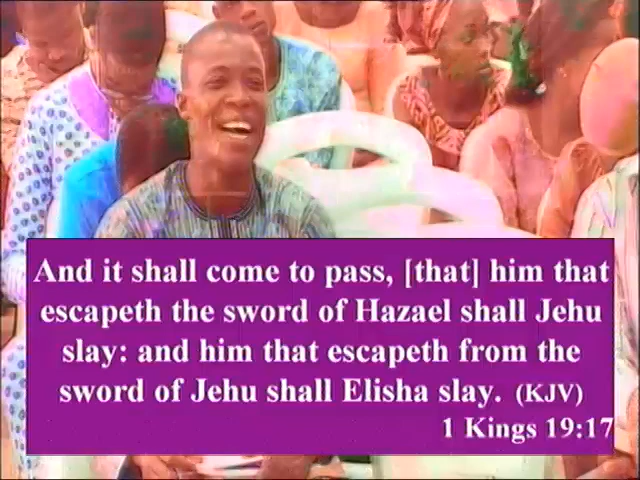 And it shall come to pass, [that] him that
escapeth the sword of Hazael shall Jehu
slay: and him that escapeth from the
sword of Jehu shall Elisha slay. (KJV)
1 Kings 19:17